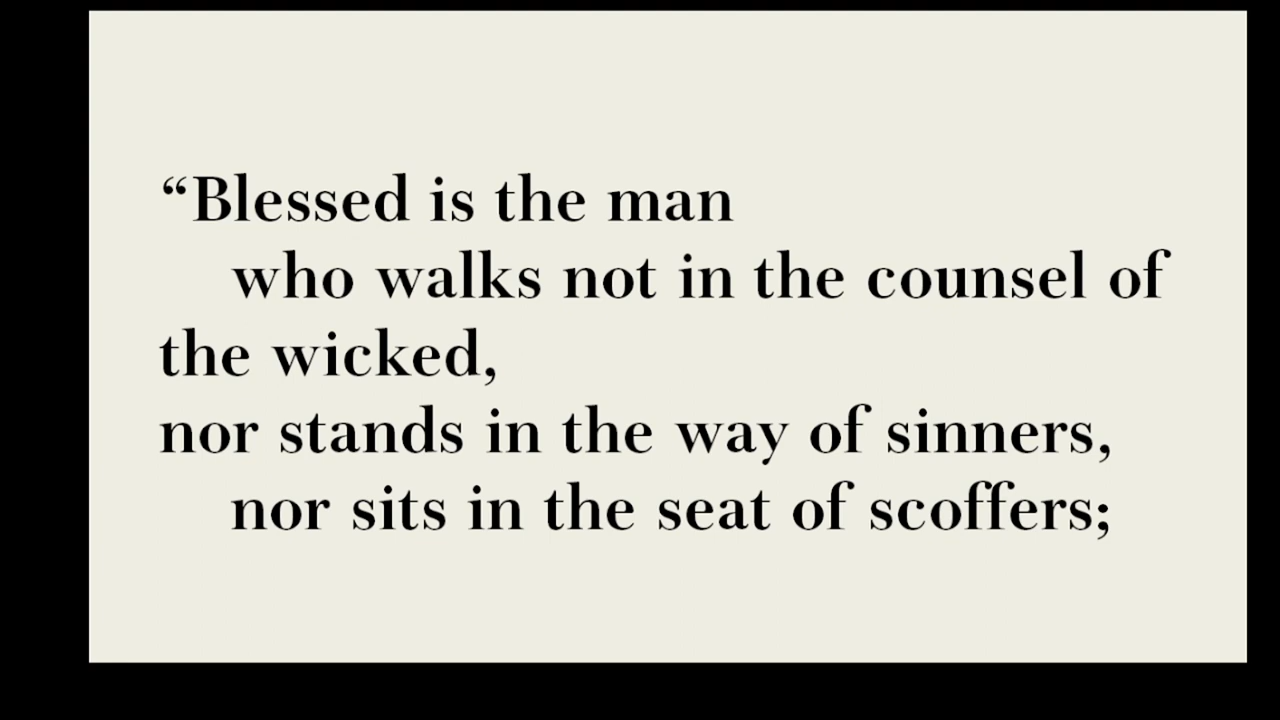 “Blessed is the man
who walks not in the counsel of
the wicked,
nor stands in the way of sinners,
nor sits in the seat of scoffers;